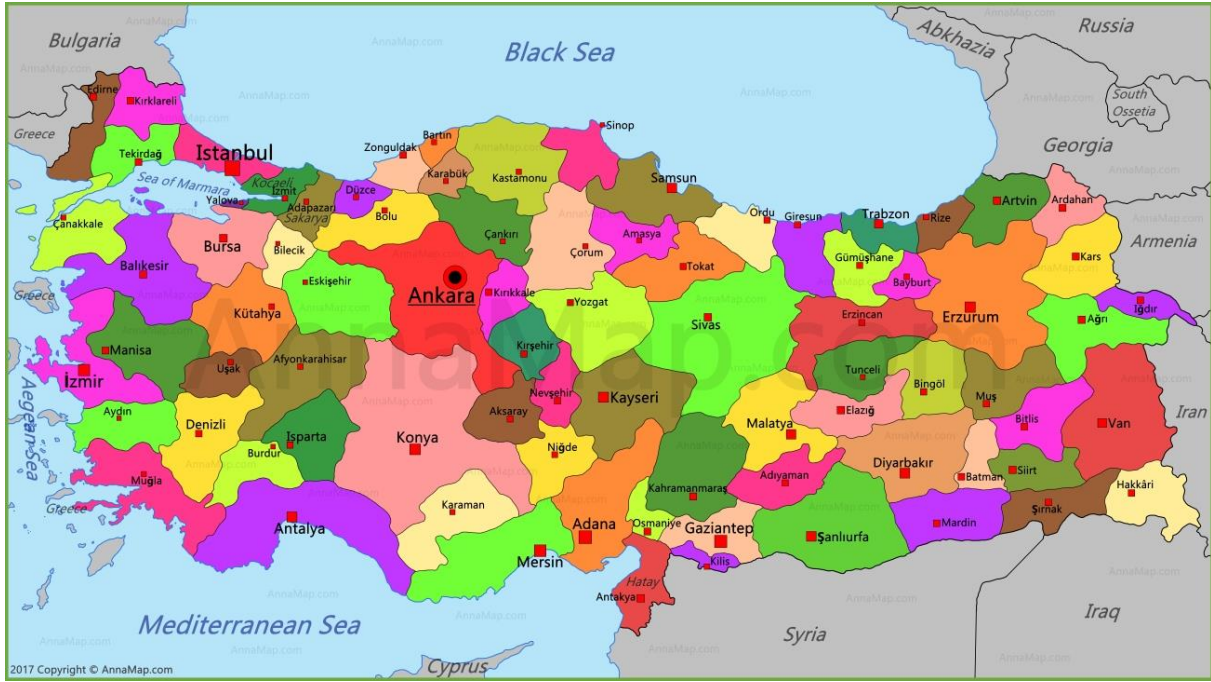 AnnaMap.com
Bulgaria
Black Sea
Abkhazia
Russia
South
Ossetia
Georgia
Armenia
Iran
Iraq
Syria
Cyprus
Mediterranean Sea
Aegean Sea
Greece
Greece
Greece
Sea of Marmara
Edirne
Kırklareli
Tekirdağ
Istanbul
Kocaeli
İzmit
Yalova
Adapazarı
Sakarya
Düzce
Bolu
Zonguldak
Bartın
Karabük
Kastamonu
Sinop
Samsun
Ordu
Giresun
Trabzon
Rize
Artvin
Ardahan
Kars
Iğdır
Ağrı
Erzurum
Bayburt
Gümüşhane
Erzincan
Sivas
Tokat
Amasya
Çorum
Çankırı
Ankara
Kırıkkale
Yozgat
Kırşehir
Nevşehir
Kayseri
Aksaray
Niğde
Konya
Karaman
Mersin
Adana
Osmaniye
Hatay
Antakya
Kilis
Gaziantep
Kahramanmaraş
Adıyaman
Malatya
Şanlıurfa
Mardin
Diyarbakır
Batman
Siirt
Şırnak
Hakkâri
Van
Bitlis
Muş
Bingöl
Tunceli
Elazığ
Çanakkale
Balıkesir
Bursa
Bilecik
Eskişehir
Kütahya
Manisa
İzmir
Uşak
Afyonkarahisar
Aydın
Denizli
Isparta
Burdur
Muğla
Antalya
2017 Copyright © AnnaMap.com